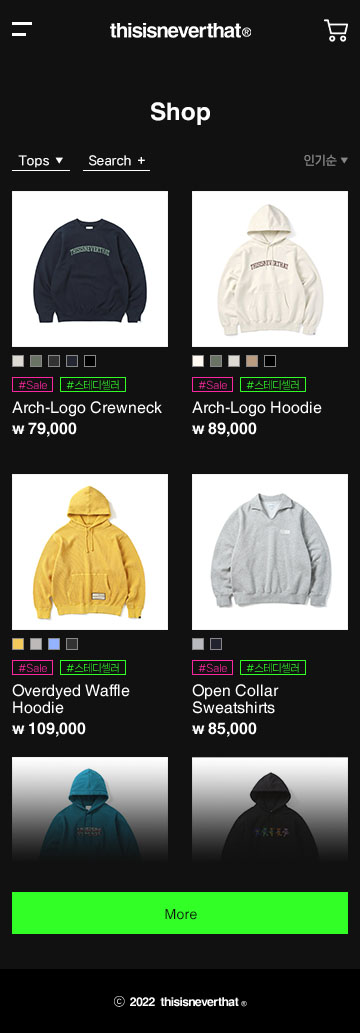 thisisneverthat®
Shop
Tops ▼ Search + 인기순 ▼
THISISNEVERTHAT
THISISNEVERTHAT
#Sale #스테디셀러
#Sale #스테디셀러
Arch-Logo Crewneck
Arch-Logo Hoodie
₩ 79,000
₩ 89,000
#Sale #스테디셀러
#Sale #스테디셀러
Overdyed Waffle
Hoodie
Open Collar
Sweatshirts
₩ 109,000
₩ 85,000
More
© 2022 thisisneverthat ®